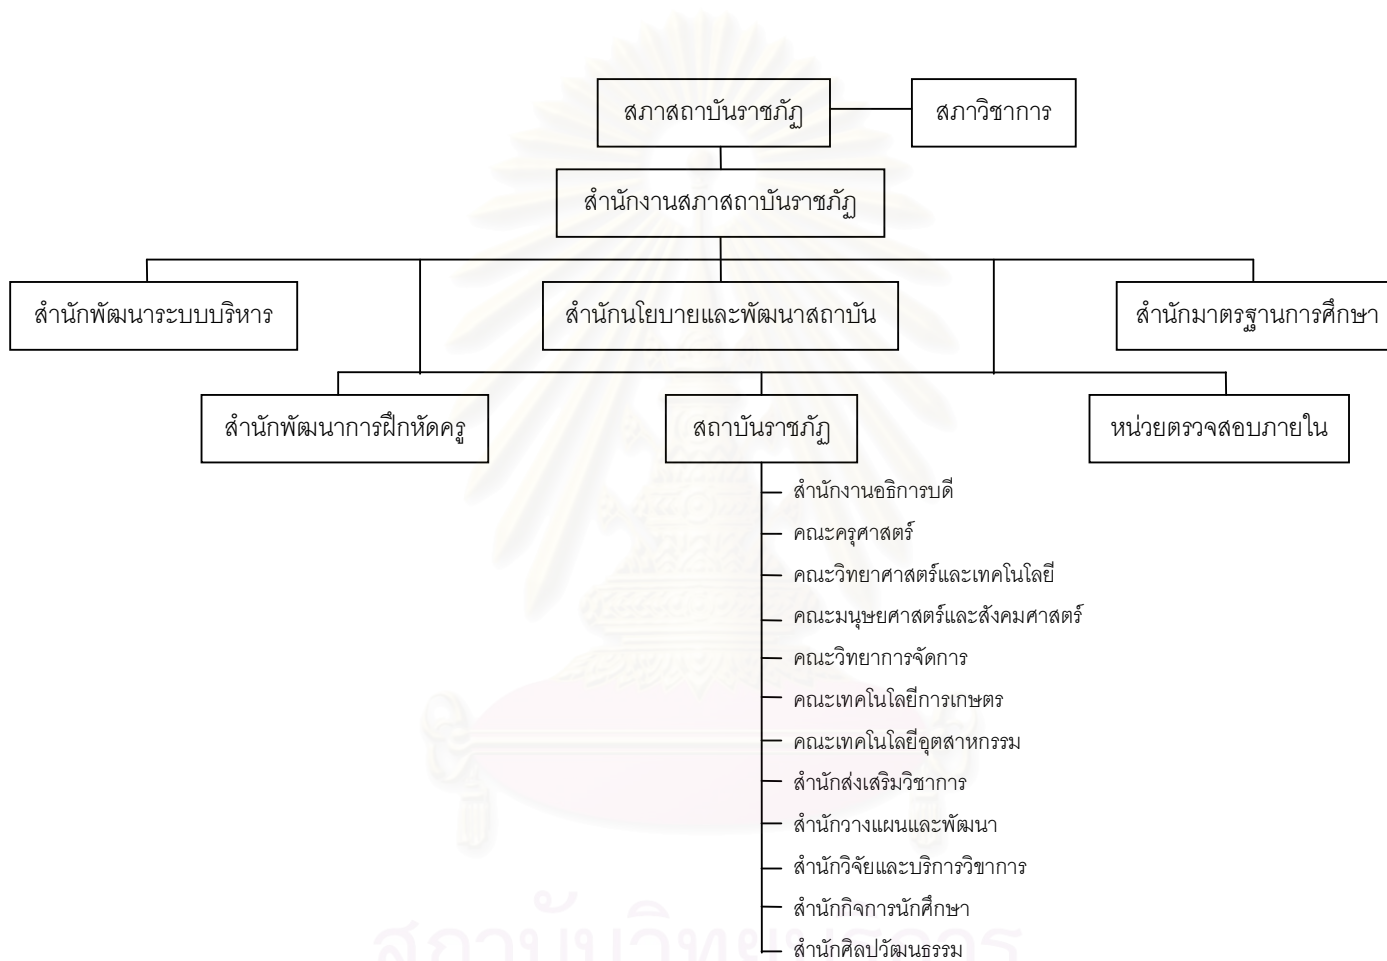 สภาสถาบันราชภัฏ
สภาวิชาการ
สำนักงานสภาสถาบันราชภัฏ
สำนักพัฒนาระบบบริหาร
สำนักนโยบายและพัฒนาสถาบัน
สำนักมาตรฐานการศึกษา
สำนักพัฒนาการฝึกหัดครู
สถาบันราชภัฏ
หน่วยตรวจสอบภายใน
สำนักงานอธิการบดี
คณะครุศาสตร์
คณะวิทยาศาสตร์และเทคโนโลยี
คณะมนุษยศาสตร์และสังคมศาสตร์
คณะวิทยาการจัดการ
คณะเทคโนโลยีการเกษตร
คณะเทคโนโลยีอุตสาหกรรม
สำนักส่งเสริมวิชาการ
สำนักวางแผนและพัฒนา
สำนักวิจัยและบริการวิขาการ
สำนักกิจการนักศึกษา
สำนักศิลปวัฒนธรรม
สถาบันวิทยบริการ